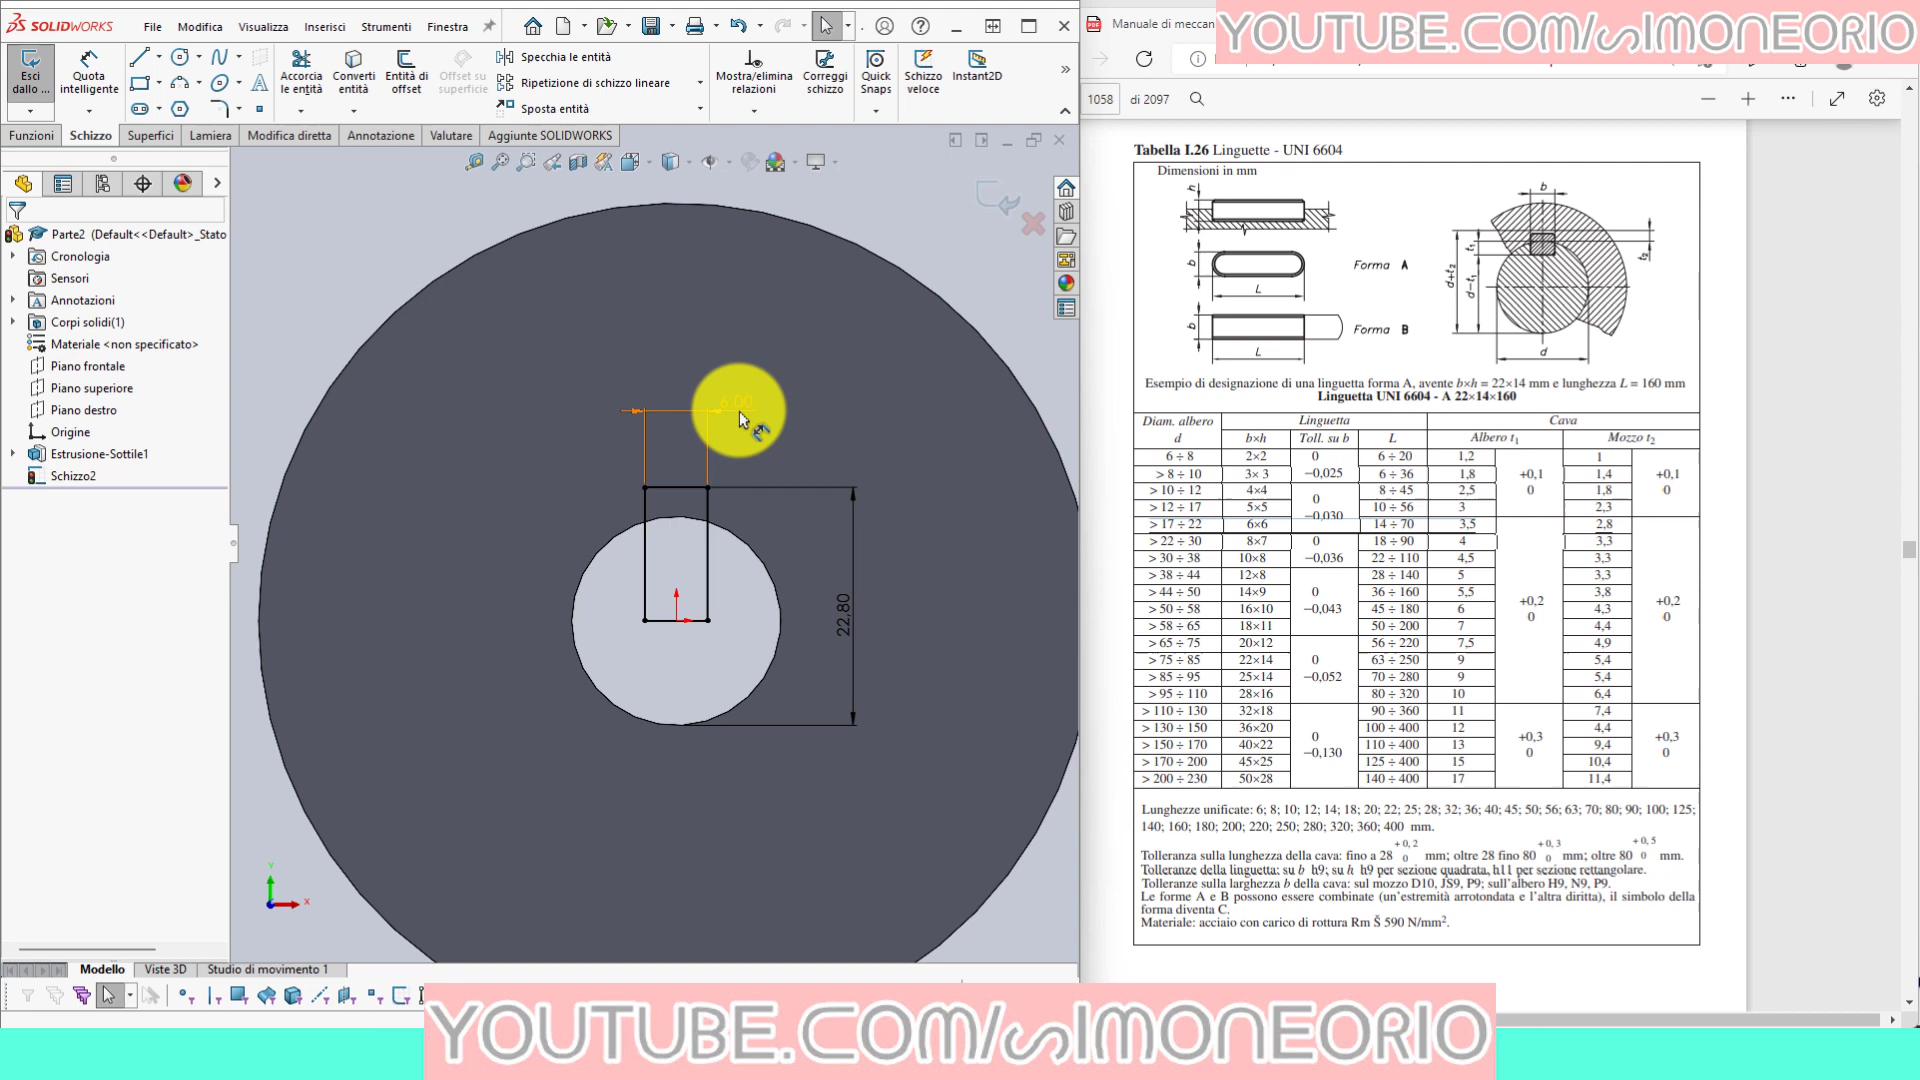 SOLIDWORKS File Modifica Visualizza Inserisci Strumenti Finestra
Esci dallo ...
Quota intelligente
Accorcia le entità
Converti entità
Entità di offset
Offset su superficie
Specchia le entità
Ripetizione di schizzo lineare
Sposta entità
Mostra/elimina relazioni
Correggi schizzo
Quick Snaps
Schizzo veloce
Instant2D
Funzioni Schizzo Superfici Lamiera Modifica diretta Annotazione Valutare Aggiunte SOLIDWORKS
Parte2 (Default<<Default>_Stato
Cronologia
Sensori
Annotazioni
Corpi solidi(1)
Materiale <non specificato>
Piano frontale
Piano superiore
Piano destro
Origine
Estrusione-Sottile1
Schizzo2
6,00
22,80
Y
X
Modello Viste 3D Studio di movimento 1
Manuale di meccan
YOUTUBE.COM/SIMONEORIO
1058 di 2097
Tabella I.26 Linguette - UNI 6604
Dimensioni in mm
h
b
L
Forma A
b
L
Forma B
b
t1
t2
d+t2
d-t1
d
Esempio di designazione di una linguetta forma A, avente b×h = 22×14 mm e lunghezza L = 160 mm
Linguetta UNI 6604 - A 22×14×160
Diam. albero Linguetta Cava
d b×h Toll. su b L Albero t1 Mozzo t2
6 ÷ 8 2×2 0 6 ÷ 20 1,2 1
> 8 ÷ 10 3× 3 −0,025 6 ÷ 36 1,8 +0,1 1,4 +0,1
> 10 ÷ 12 4×4 0 8 ÷ 45 2,5 0 1,8 0
> 12 ÷ 17 5×5 −0,030 10 ÷ 56 3 2,3
> 17 ÷ 22 6×6 14 ÷ 70 3,5 2,8
> 22 ÷ 30 8×7 0 18 ÷ 90 4 3,3
> 30 ÷ 38 10×8 −0,036 22 ÷ 110 4,5 3,3
> 38 ÷ 44 12×8 28 ÷ 140 5 3,3
> 44 ÷ 50 14×9 0 36 ÷ 160 5,5 +0,2 3,8 +0,2
> 50 ÷ 58 16×10 −0,043 45 ÷ 180 6 0 4,3 0
> 58 ÷ 65 18×11 50 ÷ 200 7 4,4
> 65 ÷ 75 20×12 56 ÷ 220 7,5 4,9
> 75 ÷ 85 22×14 0 63 ÷ 250 9 5,4
> 85 ÷ 95 25×14 −0,052 70 ÷ 280 9 5,4
> 95 ÷ 110 28×16 80 ÷ 320 10 6,4
> 110 ÷ 130 32×18 90 ÷ 360 11 7,4
> 130 ÷ 150 36×20 0 100 ÷ 400 12 +0,3 4,4 +0,3
> 150 ÷ 170 40×22 −0,130 110 ÷ 400 13 0 9,4 0
> 170 ÷ 200 45×25 125 ÷ 400 15 10,4
> 200 ÷ 230 50×28 140 ÷ 400 17 11,4
Lunghezze unificate: 6; 8; 10; 12; 14; 18; 20; 22; 25; 28; 32; 36; 40; 45; 50; 56; 63; 70; 80; 90; 100; 125;
140; 160; 180; 200; 220; 250; 280; 320; 360; 400 mm.
Tolleranza sulla lunghezza della cava: fino a 28 +0,2 0 mm; oltre 28 fino 80 +0,3 0 mm; oltre 80 +0,5 0 mm.
Tolleranze della linguetta: su b h9; su h h9 per sezione quadrata, h11 per sezione rettangolare.
Tolleranze sulla larghezza b della cava: sul mozzo D10, JS9, P9; sull'albero H9, N9, P9.
Le forme A e B possono essere combinate (un'estremità arrotondata e l'altra diritta), il simbolo della
forma diventa C.
Materiale: acciaio con carico di rottura Rm Š 590 N/mm2.
YOUTUBE.COM/SIMONEORIO